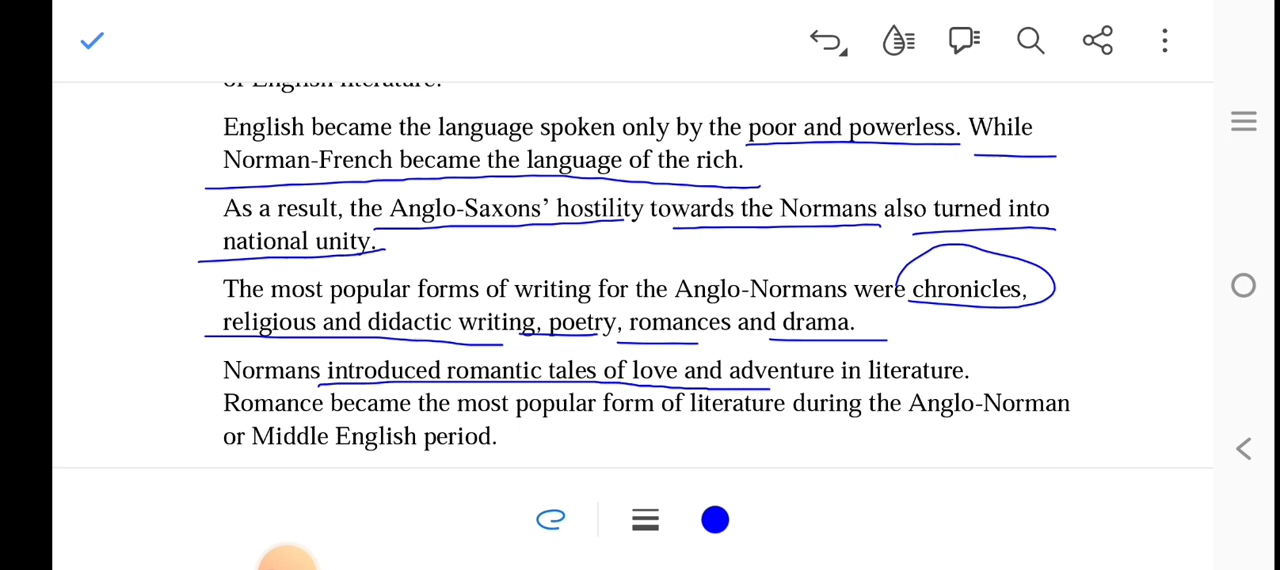 of English literature.
English became the language spoken only by the poor and powerless. While
Norman-French became the language of the rich.
As a result, the Anglo-Saxons’ hostility towards the Normans also turned into
national unity.
The most popular forms of writing for the Anglo-Normans were chronicles,
religious and didactic writing, poetry, romances and drama.
Normans introduced romantic tales of love and adventure in literature.
Romance became the most popular form of literature during the Anglo-Norman
or Middle English period.